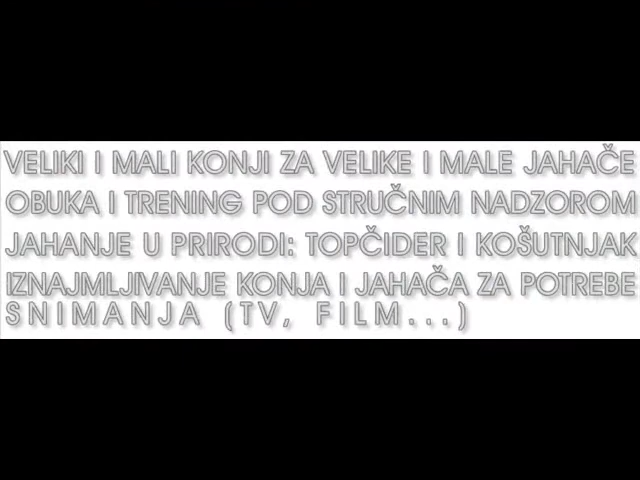 VELIKI I MALI KONJI ZA VELIKE I MALE JAHAČE
OBUKA I TRENING POD STRUČNIM NADZOROM
JAHANJE U PRIRODI: TOPČIDER I KOŠUTNJAK
IZNAJMLJIVANJE KONJA I JAHAČA ZA POTREBE
SNIMANJA (TV, FILM...)